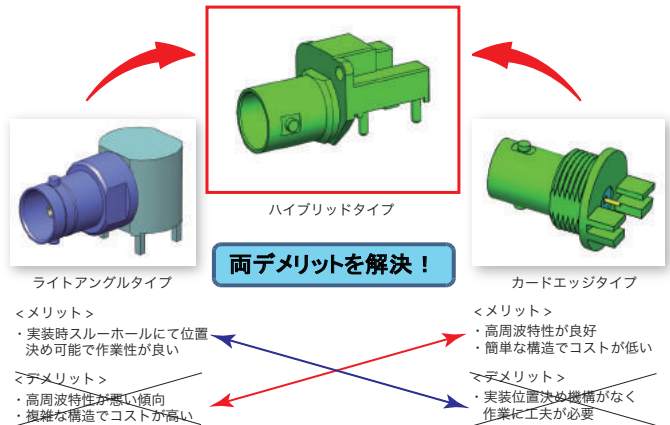 ハイブリッドタイプ
両デメリットを解決！
ライトアングルタイプ
＜メリット＞
・実装時スルーホールにて位置
決め可能で作業性が良い
＜デメリット＞
・高周波特性が悪い傾向
・複雑な構造でコストが高い
カードエッジタイプ
＜メリット＞
・高周波特性が良好
・簡単な構造でコストが低い
＜デメリット＞
・実装位置決め機構がなく
作業に工夫が必要